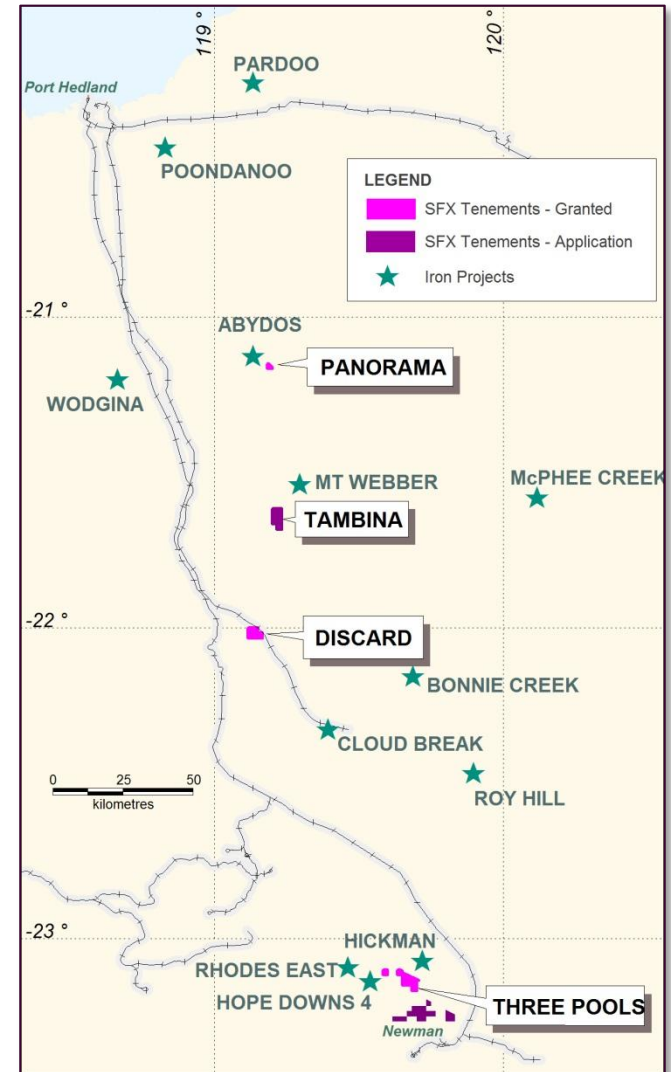 119 °
120 °
PARDOO
Port Hedland
POONDANOO
LEGEND
SFX Tenements - Granted
SFX Tenements - Application
Iron Projects
-21 °
ABYDOS
PANORAMA
WODGINA
MT WEBBER
McPHEE CREEK
TAMBINA
-22 °
DISCARD
BONNIE CREEK
CLOUD BREAK
0 25 50
kilometres
ROY HILL
-23 °
HICKMAN
RHODES EAST
HOPE DOWNS 4
THREE POOLS
Newman